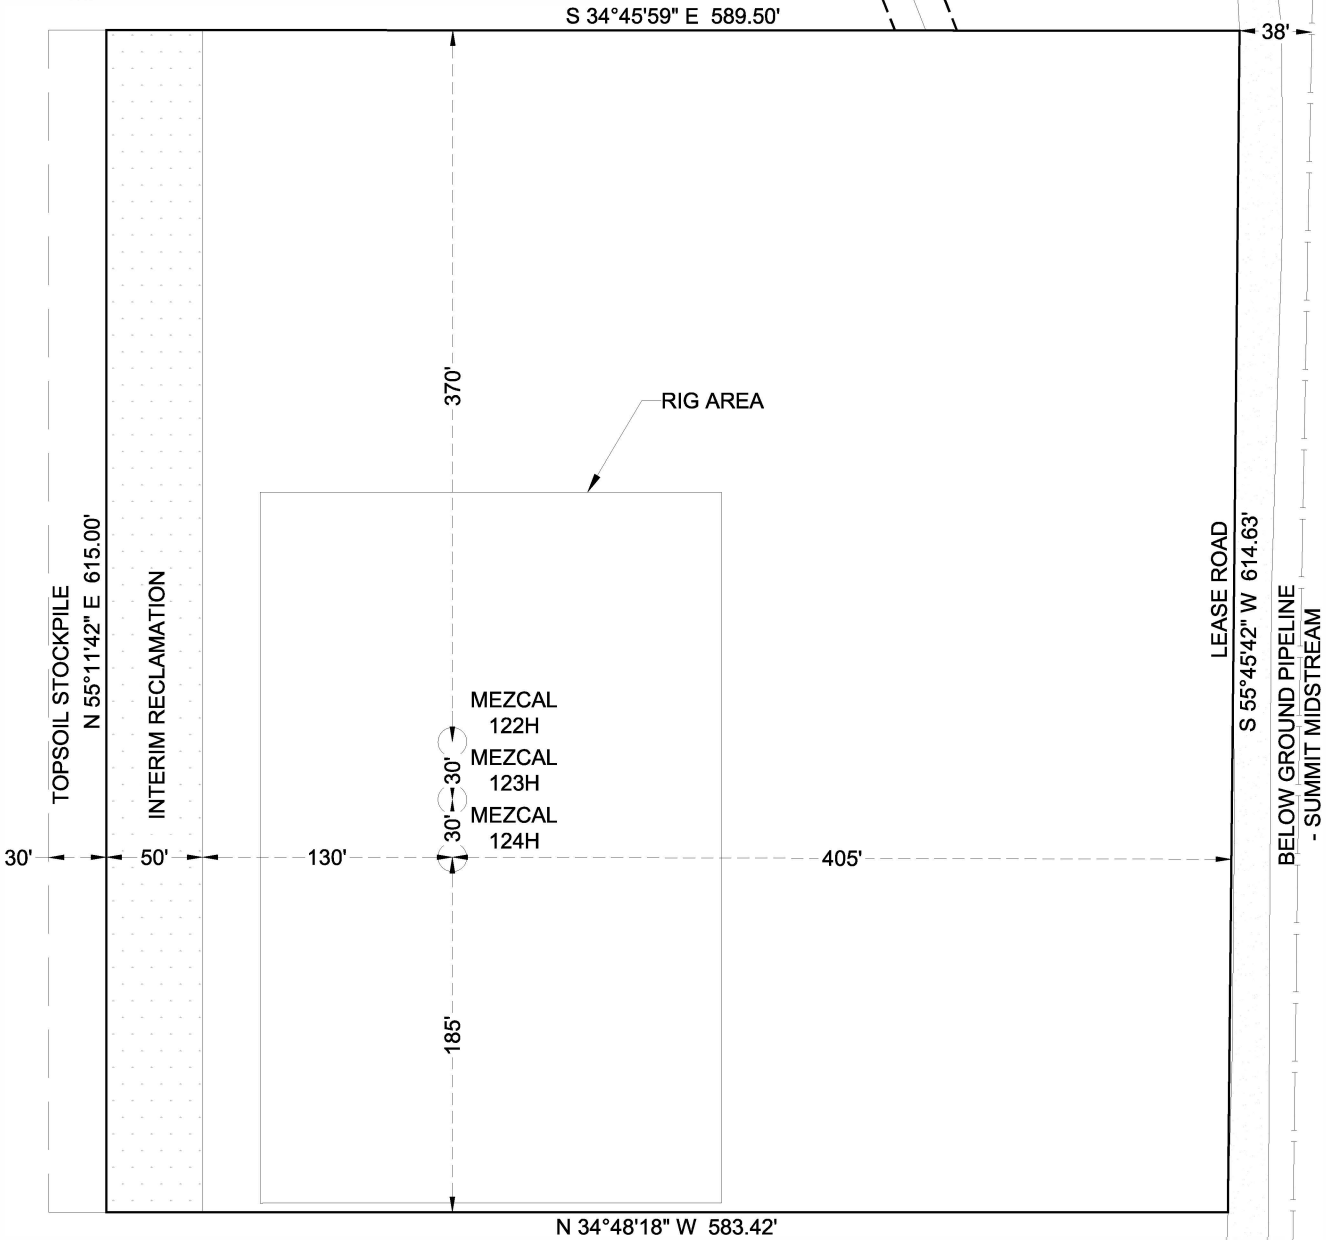 S 34°45'59" E 589.50'
38'
370'
RIG AREA
TOPSOIL STOCKPILE
N 55°11'42" E 615.00'
INTERIM RECLAMATION
LEASE ROAD
S 55°45'42" W 614.63'
BELOW GROUND PIPELINE
- SUMMIT MIDSTREAM
MEZCAL
122H
30'
MEZCAL
123H
30'
MEZCAL
124H
30'
50'
130'
405'
185'
N 34°48'18" W 583.42'